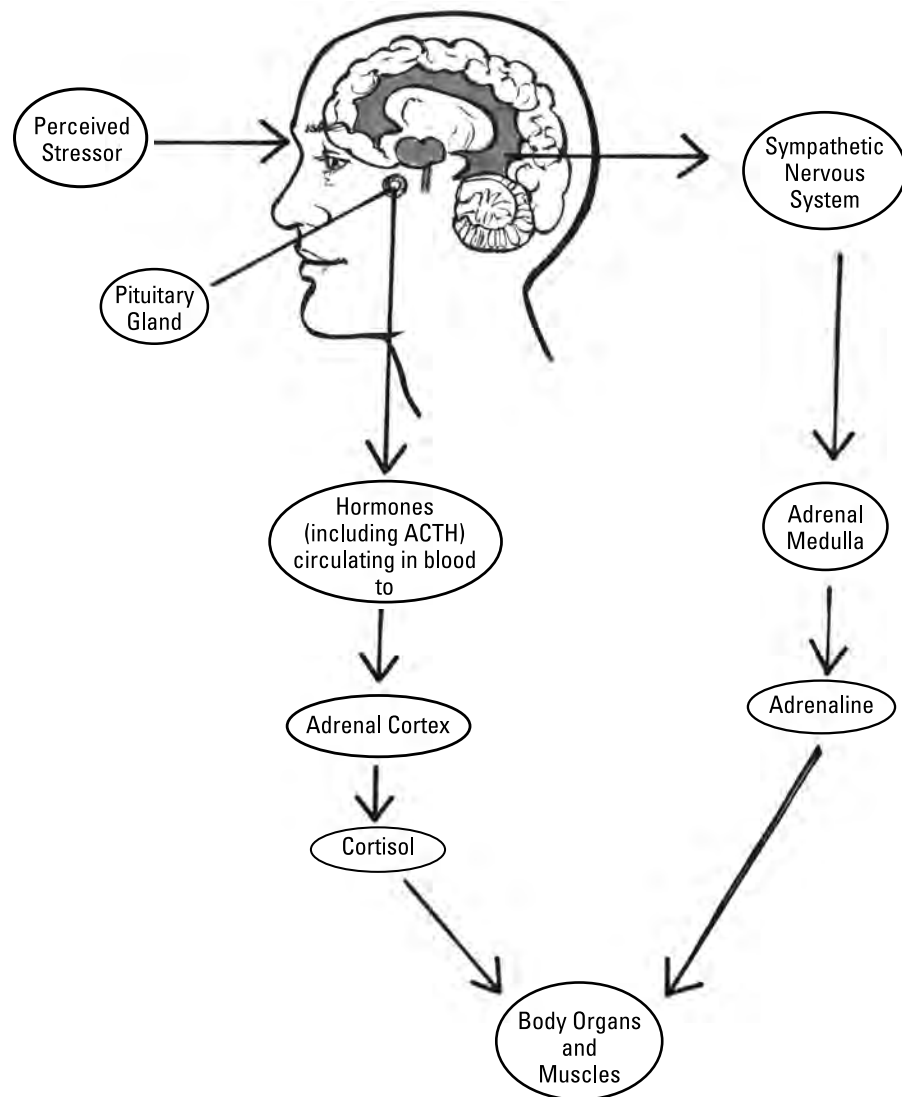 Perceived
Stressor
Sympathetic
Nervous
System
Pituitary
Gland
Hormones
(including ACTH)
circulating in blood
to
Adrenal
Medulla
Adrenal Cortex
Adrenaline
Cortisol
Body Organs
and
Muscles